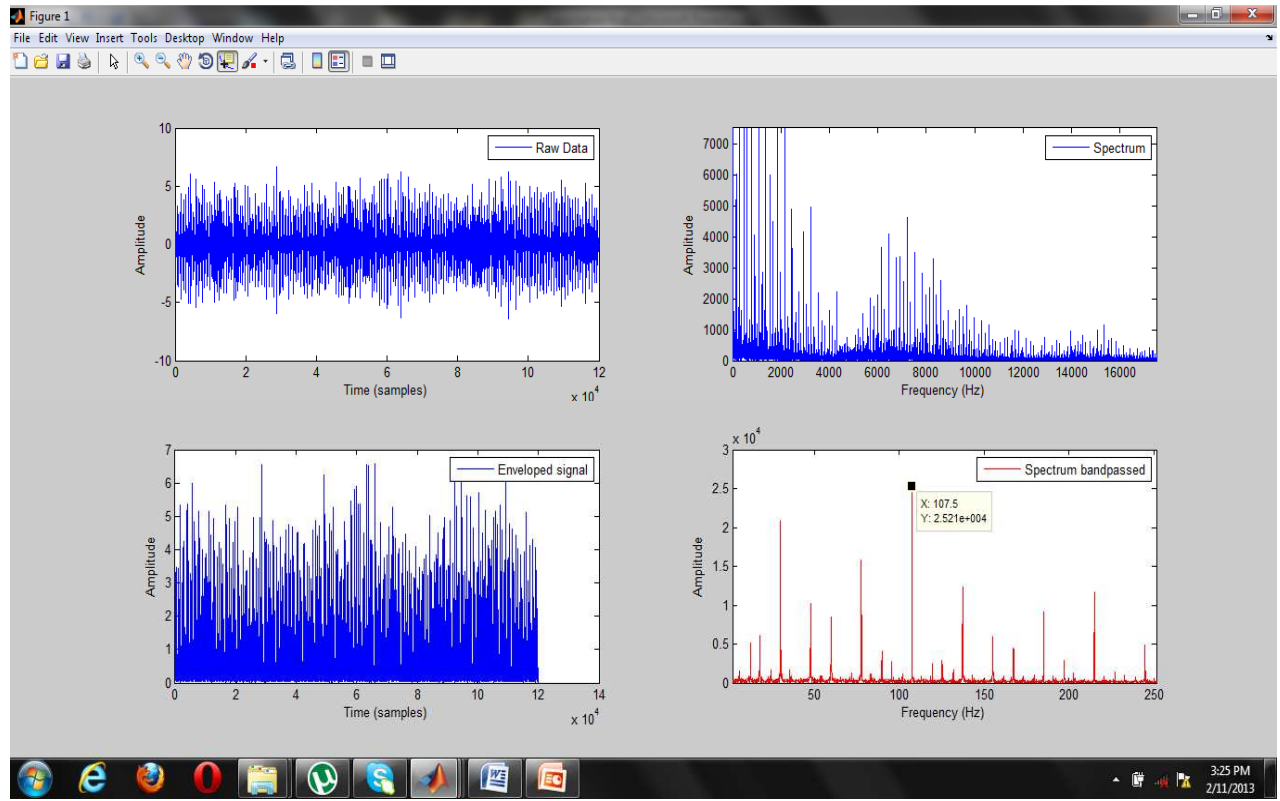 Figure 1
File Edit View Insert Tools Desktop Window Help
Raw Data
10
5
0
-5
-10
Amplitude
0 2 4 6 8 10 12
Time (samples)
x 10^4
Spectrum
7000
6000
5000
4000
3000
2000
1000
0
Amplitude
0 2000 4000 6000 8000 10000 12000 14000 16000
Frequency (Hz)
Enveloped signal
7
6
5
4
3
2
1
0
Amplitude
0 2 4 6 8 10 12 14
Time (samples)
x 10^4
x 10^4
Spectrum bandpassed
3
2.5
2
1.5
1
0.5
0
Amplitude
X: 107.5
Y: 2.521e+004
50 100 150 200 250
Frequency (Hz)
3:25 PM
2/11/2013